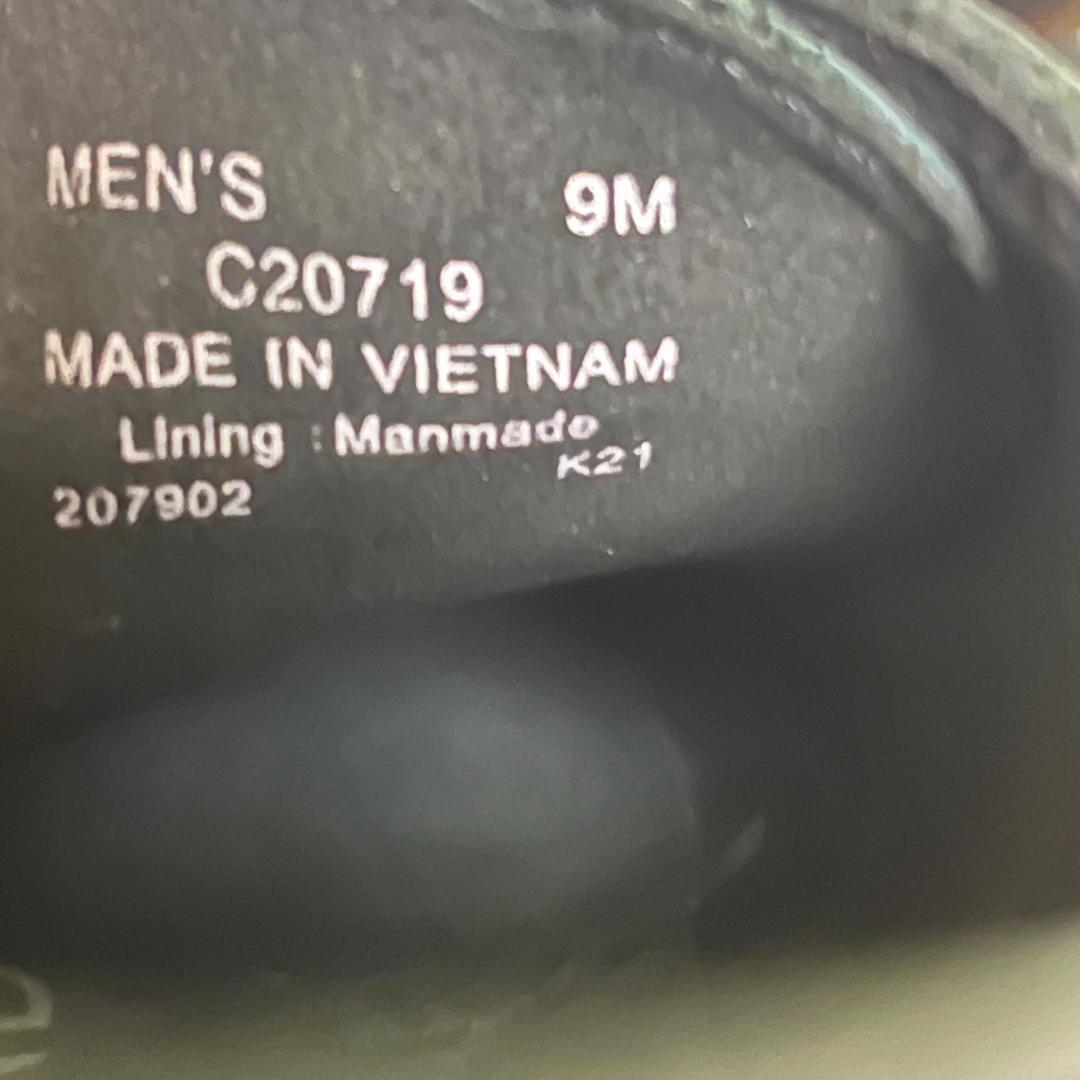 MEN'S 9M
C20719
MADE IN VIETNAM
Lining : Manmade
K21
207902